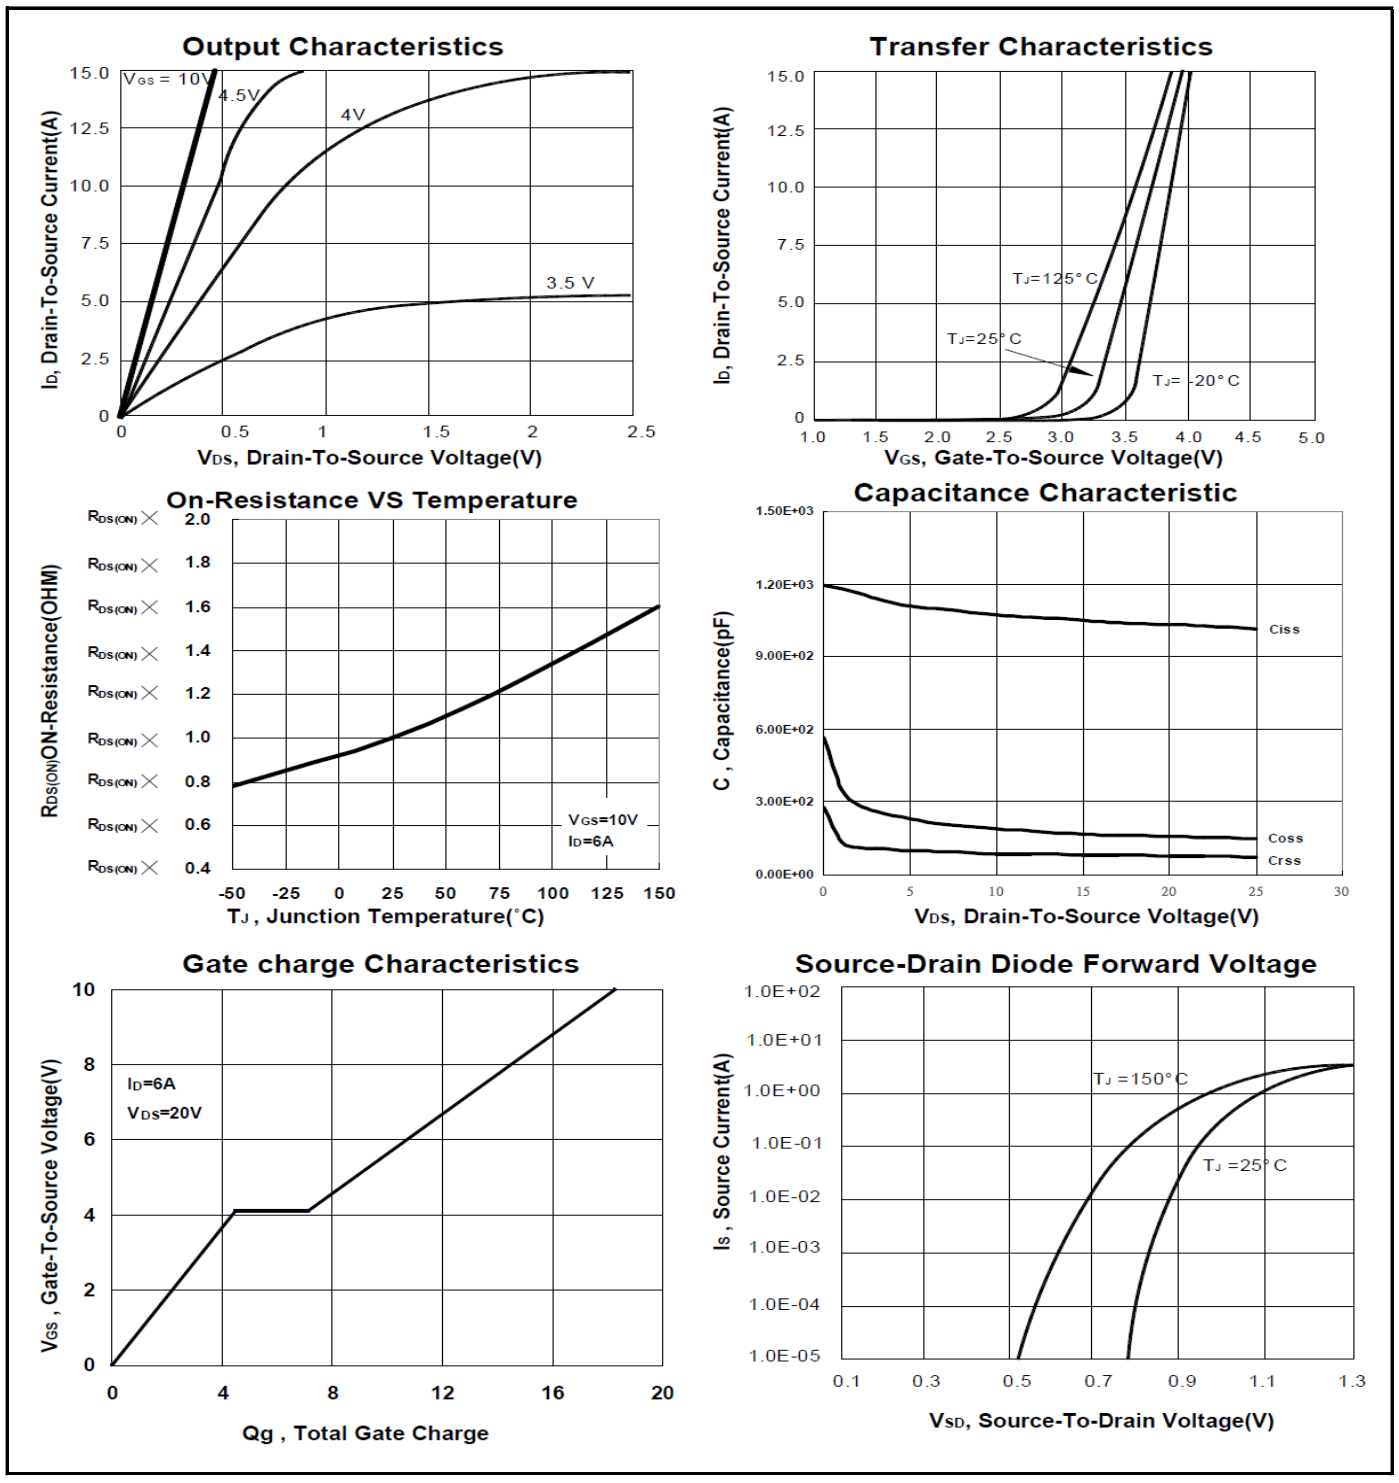 Output Characteristics
ID, Drain-To-Source Current(A)
15.0
12.5
10.0
7.5
5.0
2.5
0
VGS = 10V
4.5V
4V
3.5 V
0 0.5 1 1.5 2 2.5
VDS, Drain-To-Source Voltage(V)
Transfer Characteristics
ID, Drain-To-Source Current(A)
15.0
12.5
10.0
7.5
5.0
2.5
0
TJ=125°C
TJ=25°C
TJ= -20°C
1.0 1.5 2.0 2.5 3.0 3.5 4.0 4.5 5.0
VGS, Gate-To-Source Voltage(V)
On-Resistance VS Temperature
RDS(ON)ON-Resistance(OHM)
RDS(ON) × 2.0
RDS(ON) × 1.8
RDS(ON) × 1.6
RDS(ON) × 1.4
RDS(ON) × 1.2
RDS(ON) × 1.0
RDS(ON) × 0.8
RDS(ON) × 0.6
RDS(ON) × 0.4
VGS=10V
ID=6A
-50 -25 0 25 50 75 100 125 150
TJ , Junction Temperature(°C)
Capacitance Characteristic
C , Capacitance(pF)
1.50E+03
1.20E+03
9.00E+02
6.00E+02
3.00E+02
0.00E+00
Ciss
Coss
Crss
0 5 10 15 20 25 30
VDS, Drain-To-Source Voltage(V)
Gate charge Characteristics
VGS , Gate-To-Source Voltage(V)
10
8
6
4
2
0
ID=6A
VDS=20V
0 4 8 12 16 20
Qg , Total Gate Charge
Source-Drain Diode Forward Voltage
IS , Source Current(A)
1.0E+02
1.0E+01
1.0E+00
1.0E-01
1.0E-02
1.0E-03
1.0E-04
1.0E-05
TJ =150°C
TJ =25°C
0.1 0.3 0.5 0.7 0.9 1.1 1.3
VSD, Source-To-Drain Voltage(V)